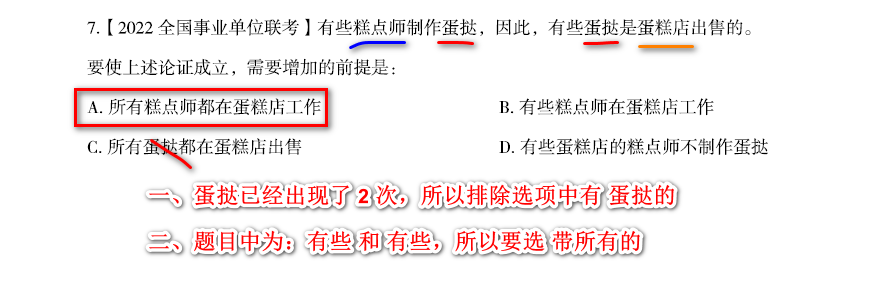 7.【2022 全国事业单位联考】有些糕点师制作蛋挞，因此，有些蛋挞是蛋糕店出售的。
要使上述论证成立，需要增加的前提是：
A. 所有糕点师都在蛋糕店工作
B. 有些糕点师在蛋糕店工作
C. 所有蛋挞都在蛋糕店出售
D. 有些蛋糕店的糕点师不制作蛋挞
一、蛋挞已经出现了 2 次，所以排除选项中有 蛋挞的
二、题目中为：有些 和 有些，所以要选 带所有的